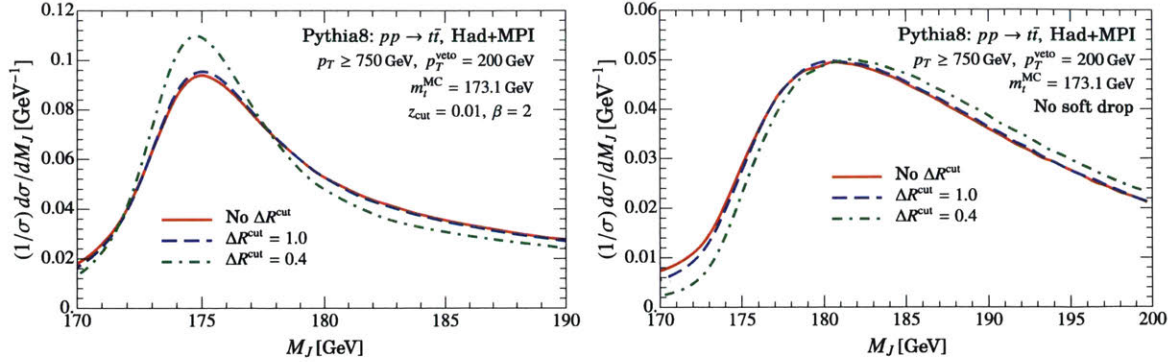 0.12
0.1
0.08
0.06
0.04
0.02
0.
(1/σ) dσ/dM_J [GeV⁻¹]
Pythia8: pp → tt̄, Had+MPI
p_T ≥ 750 GeV, p_T^veto = 200 GeV
m_t^MC = 173.1 GeV
z_cut = 0.01, β = 2
No ΔR^cut
ΔR^cut = 1.0
ΔR^cut = 0.4
170 175 180 185 190
M_J [GeV]
0.06
0.05
0.04
0.03
0.02
0.01
0.
(1/σ) dσ/dM_J [GeV⁻¹]
Pythia8: pp → tt̄, Had+MPI
p_T ≥ 750 GeV, p_T^veto = 200 GeV
m_t^MC = 173.1 GeV
No soft drop
No ΔR^cut
ΔR^cut = 1.0
ΔR^cut = 0.4
170 175 180 185 190 195 200
M_J [GeV]